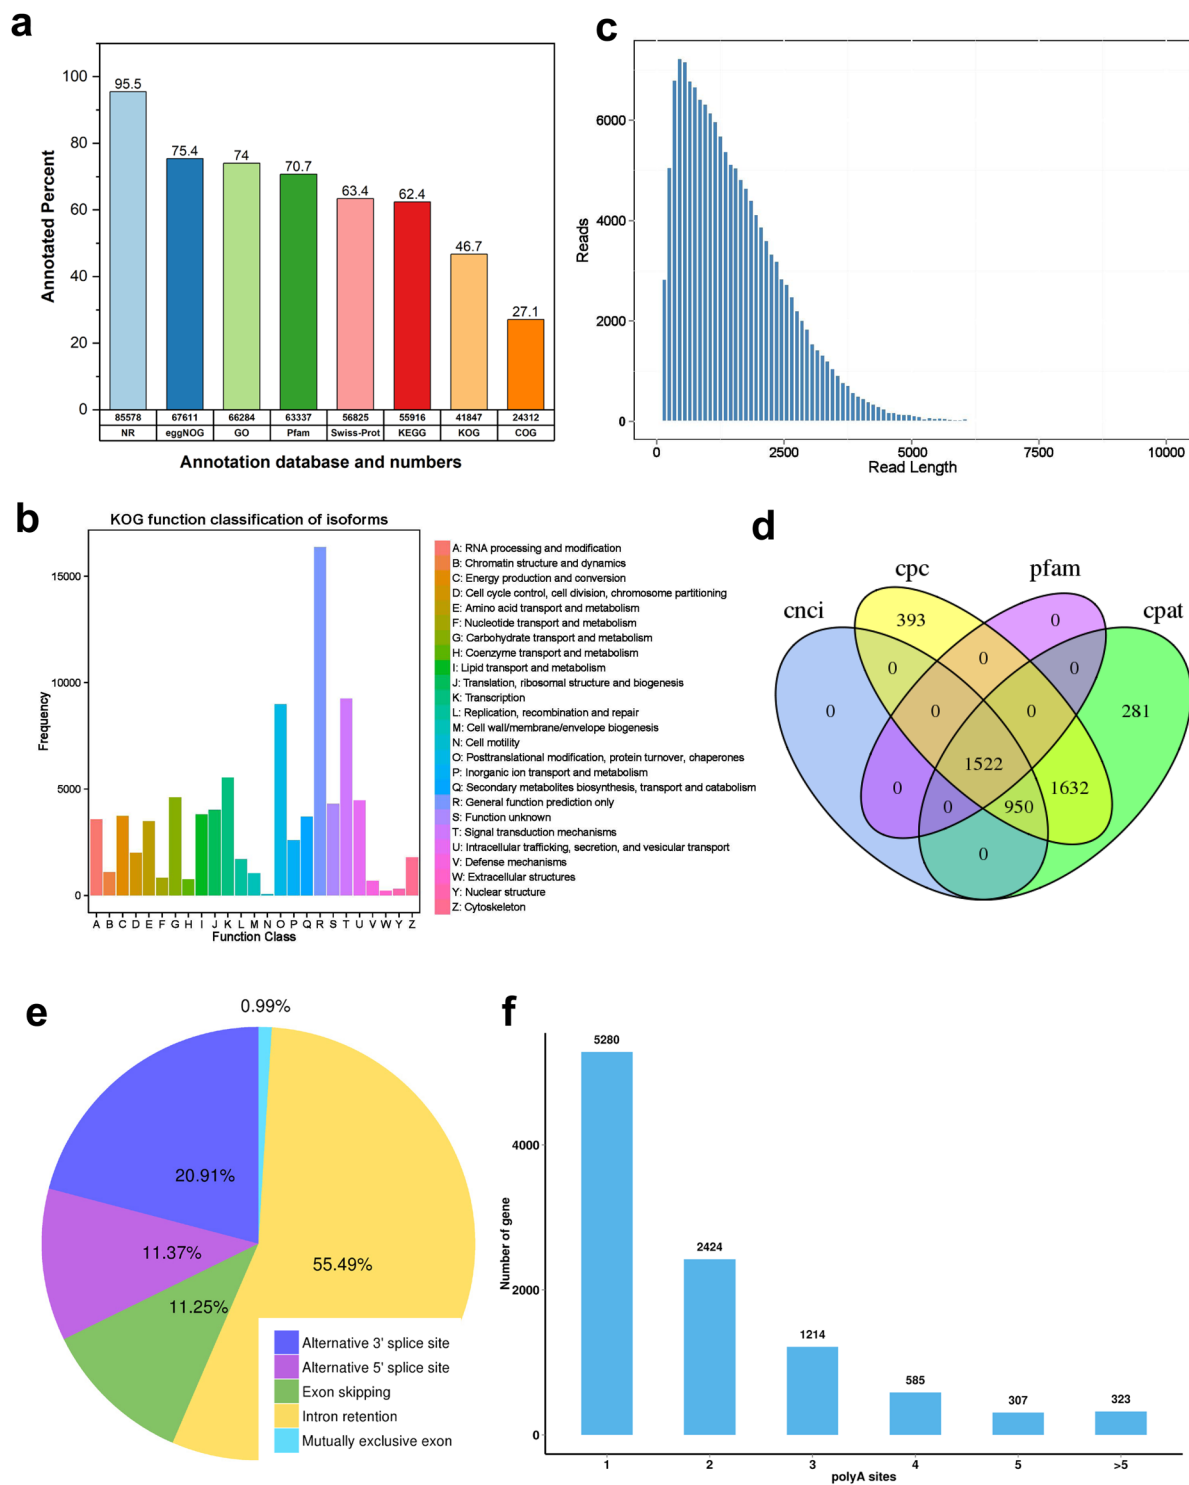 a
Annotated Percent
100
80
60
40
20
0
95.5
75.4
74
70.7
63.4
62.4
46.7
27.1
85578 67611 66284 63337 56825 55916 41847 24312
NR eggNOG GO Pfam Swiss-Prot KEGG KOG COG
Annotation database and numbers
c
Reads
6000
4000
2000
0
0 2500 5000 7500 10000
Read Length
b
KOG function classification of isoforms
Frequency
15000
10000
5000
0
A B C D E F G H I J K L M N O P Q R S T U V W Y Z
Function Class
A: RNA processing and modification
B: Chromatin structure and dynamics
C: Energy production and conversion
D: Cell cycle control, cell division, chromosome partitioning
E: Amino acid transport and metabolism
F: Nucleotide transport and metabolism
G: Carbohydrate transport and metabolism
H: Coenzyme transport and metabolism
I: Lipid transport and metabolism
J: Translation, ribosomal structure and biogenesis
K: Transcription
L: Replication, recombination and repair
M: Cell wall/membrane/envelope biogenesis
N: Cell motility
O: Posttranslational modification, protein turnover, chaperones
P: Inorganic ion transport and metabolism
Q: Secondary metabolites biosynthesis, transport and catabolism
R: General function prediction only
S: Function unknown
T: Signal transduction mechanisms
U: Intracellular trafficking, secretion, and vesicular transport
V: Defense mechanisms
W: Extracellular structures
Y: Nuclear structure
Z: Cytoskeleton
d
cpc pfam
cnci cpat
393 0
0 0 0
0 0 0 281
1522
0 1632
0 950
0
e
0.99%
20.91%
11.37%
55.49%
11.25%
Alternative 3' splice site
Alternative 5' splice site
Exon skipping
Intron retention
Mutually exclusive exon
f
Number of gene
4000
2000
0
5280
2424
1214
585
307
323
1 2 3 4 5 >5
polyA sites